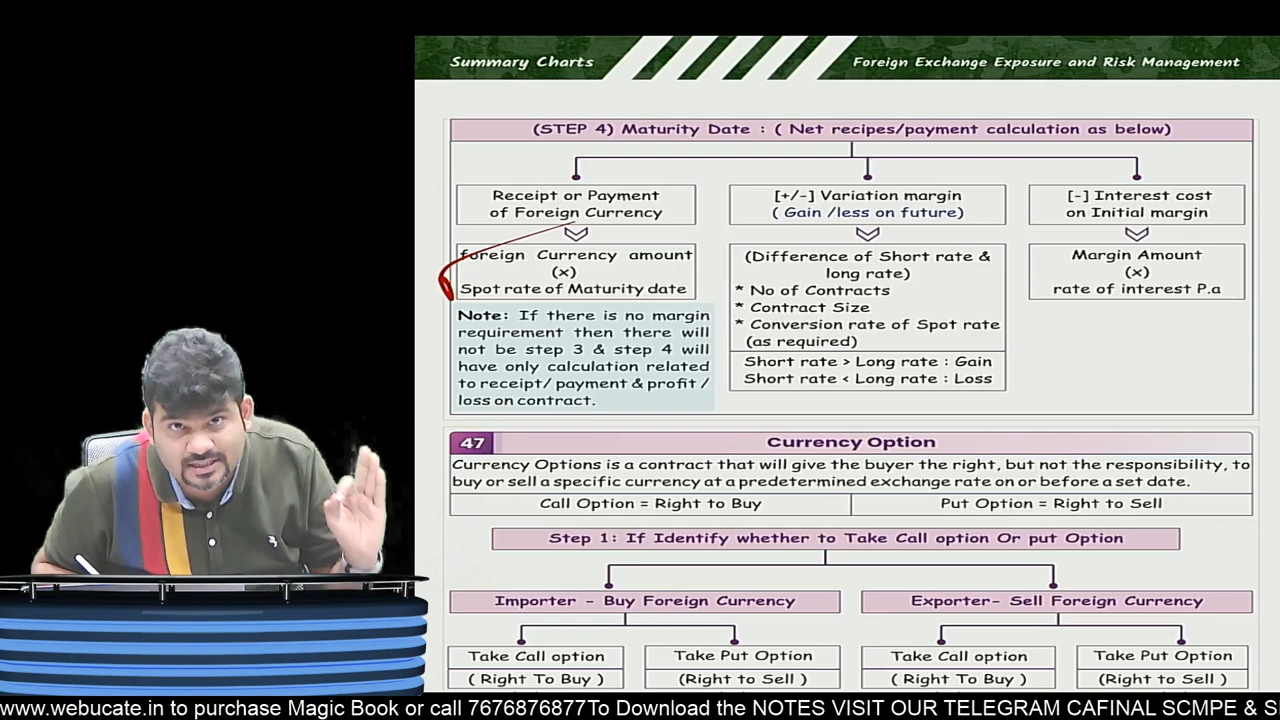 Summary Charts
Foreign Exchange Exposure and Risk Management
(STEP 4) Maturity Date : ( Net recipes/payment calculation as below)
Receipt or Payment
of Foreign Currency
foreign Currency amount
(x)
Spot rate of Maturity date
Note: If there is no margin
requirement then there will
not be step 3 & step 4 will
have only calculation related
to receipt/ payment & profit /
loss on contract.
[+/-] Variation margin
( Gain /less on future)
(Difference of Short rate &
long rate)
* No of Contracts
* Contract Size
* Conversion rate of Spot rate
(as required)
Short rate > Long rate : Gain
Short rate < Long rate : Loss
[-] Interest cost
on Initial margin
Margin Amount
(x)
rate of interest P.a
47
Currency Option
Currency Options is a contract that will give the buyer the right, but not the responsibility, to
buy or sell a specific currency at a predetermined exchange rate on or before a set date.
Call Option = Right to Buy
Put Option = Right to Sell
Step 1: If Identify whether to Take Call option Or put Option
Importer - Buy Foreign Currency
Exporter- Sell Foreign Currency
Take Call option
( Right To Buy )
Take Put Option
(Right to Sell )
Take Call option
( Right To Buy )
Take Put Option
(Right to Sell )
www.webucate.in to purchase Magic Book or call 7676876877To Download the NOTES VISIT OUR TELEGRAM CAFINAL SCMPE & S